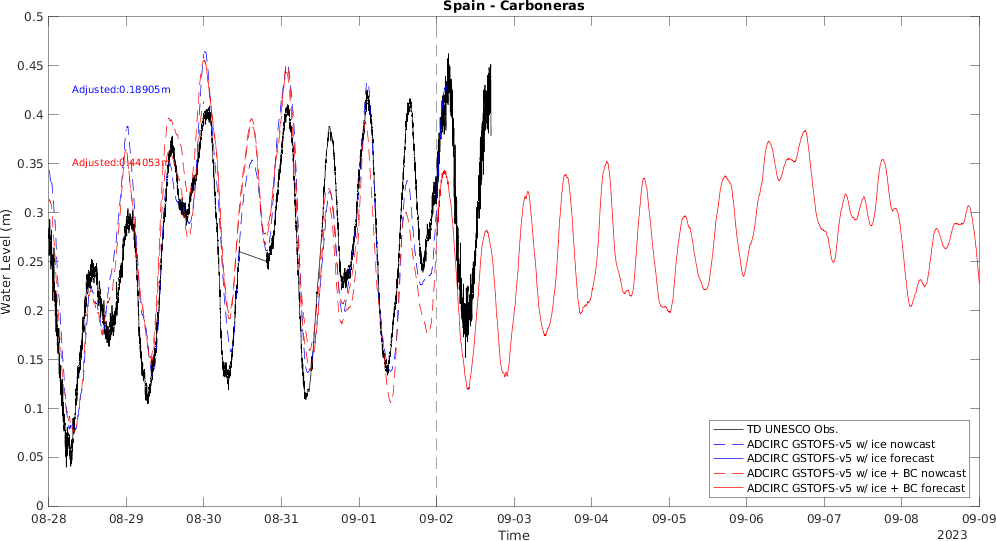 Spain - Carboneras
0.5
0.45
0.4
0.35
0.3
0.25
0.2
0.15
0.1
0.05
0
Water Level (m)
Adjusted:0.18905m
Adjusted:0.44053m
TD UNESCO Obs.
ADCIRC GSTOFS-v5 w/ ice nowcast
ADCIRC GSTOFS-v5 w/ ice forecast
ADCIRC GSTOFS-v5 w/ ice + BC nowcast
ADCIRC GSTOFS-v5 w/ ice + BC forecast
08-28 08-29 08-30 08-31 09-01 09-02 09-03 09-04 09-05 09-06 09-07 09-08 09-09
Time
2023